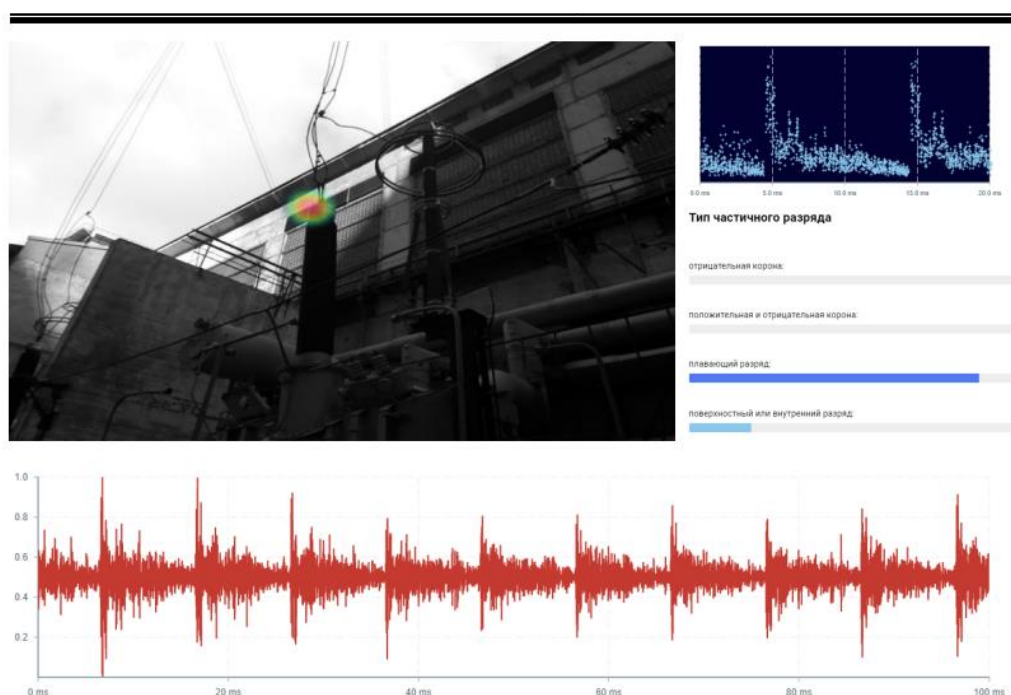 0.0 ms 5.0 ms 10.0 ms 15.0 ms 20.0 ms
Тип частичного разряда
отрицательная корона:
положительная и отрицательная корона:
плавающий разряд:
поверхностный или внутренний разряд:
1.0
0.8
0.6
0.4
0.2
0 ms 20 ms 40 ms 60 ms 80 ms 100 ms